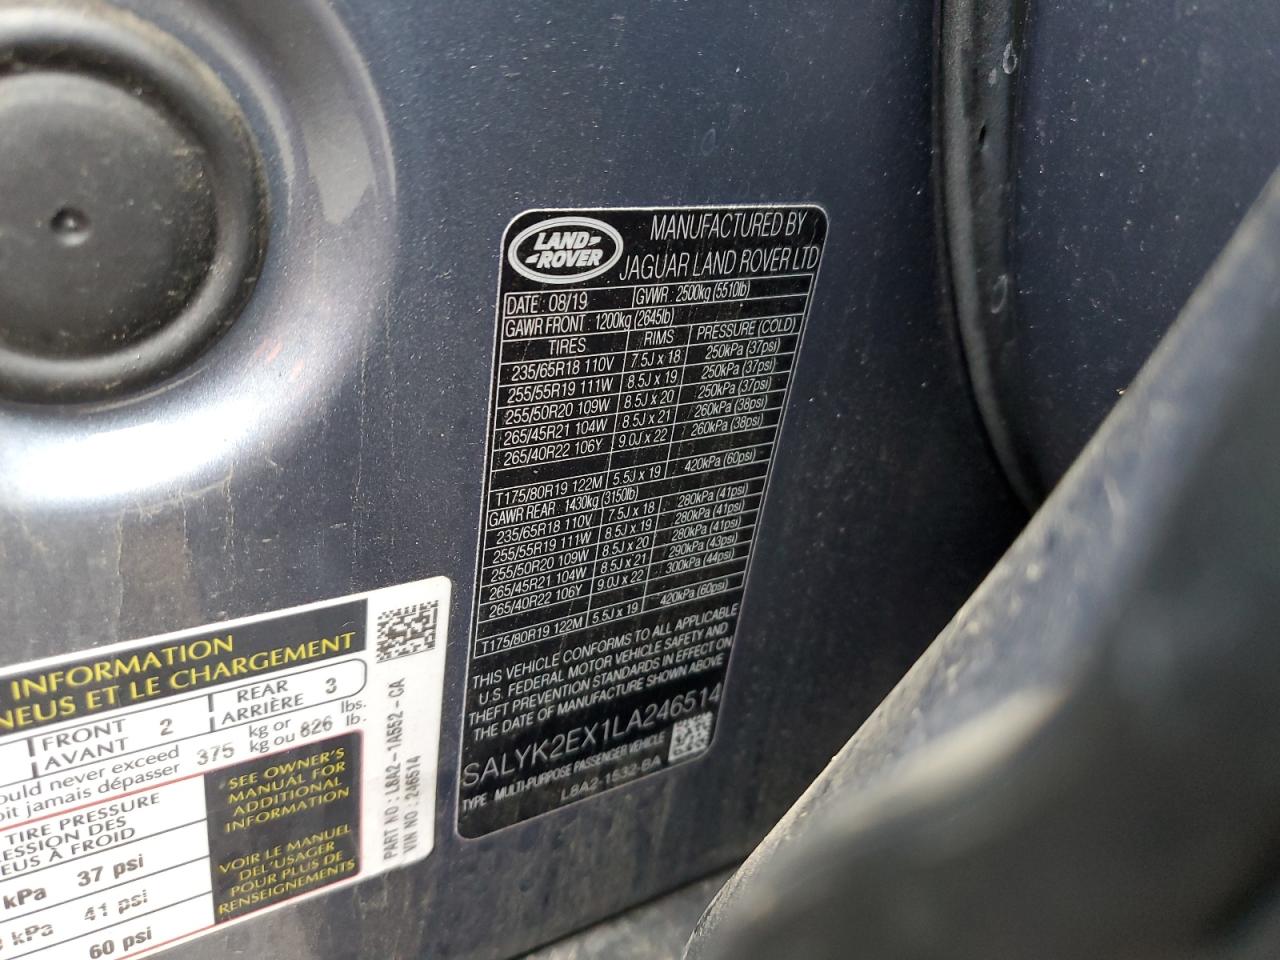 LAND-
-ROVER
MANUFACTURED BY
JAGUAR LAND ROVER LTD
DATE: 08/19 GVWR: 2500kg (5510lb)
GAWR FRONT: 1200kg (2645lb)
TIRES RIMS PRESSURE (COLD)
235/65R18 110V 7.5J x 18 250kPa (37psi)
255/55R19 111W 8.5J x 19 250kPa (37psi)
255/50R20 109W 8.5J x 20 250kPa (37psi)
265/45R21 104W 8.5J x 21 260kPa (38psi)
265/40R22 106Y 9.0J x 22 260kPa (38psi)
T175/80R19 122M 5.5J x 19 420kPa (60psi)
GAWR REAR: 1430kg (3150lb)
235/65R18 110V 7.5J x 18 280kPa (41psi)
255/55R19 111W 8.5J x 19 280kPa (41psi)
255/50R20 109W 8.5J x 20 280kPa (41psi)
265/45R21 104W 8.5J x 21 290kPa (43psi)
265/40R22 106Y 9.0J x 22 300kPa (44psi)
T175/80R19 122M 5.5J x 19 420kPa (60psi)
THIS VEHICLE CONFORMS TO ALL APPLICABLE
U.S. FEDERAL MOTOR VEHICLE SAFETY AND
THEFT PREVENTION STANDARDS IN EFFECT ON
THE DATE OF MANUFACTURE SHOWN ABOVE
SALYK2EX1LA246514
TYPE MULTI-PURPOSE PASSENGER VEHICLE
L8A2-1532-BA
INFORMATION
NEUS ET LE CHARGEMENT
FRONT 2 REAR 3
AVANT ARRIÈRE
ould never exceed 375 kg or 826 lbs.
oit jamais dépasser kg ou lb.
TIRE PRESSURE
ESSION DES
EUS À FROID
kPa 37 psi
kPa 41 psi
60 psi
SEE OWNER'S
MANUAL FOR
ADDITIONAL
INFORMATION
VOIR LE MANUEL
DE L'USAGER
POUR PLUS DE
RENSEIGNEMENTS
PART NO: L8A2-1A552-CA
VIN NO: 246514